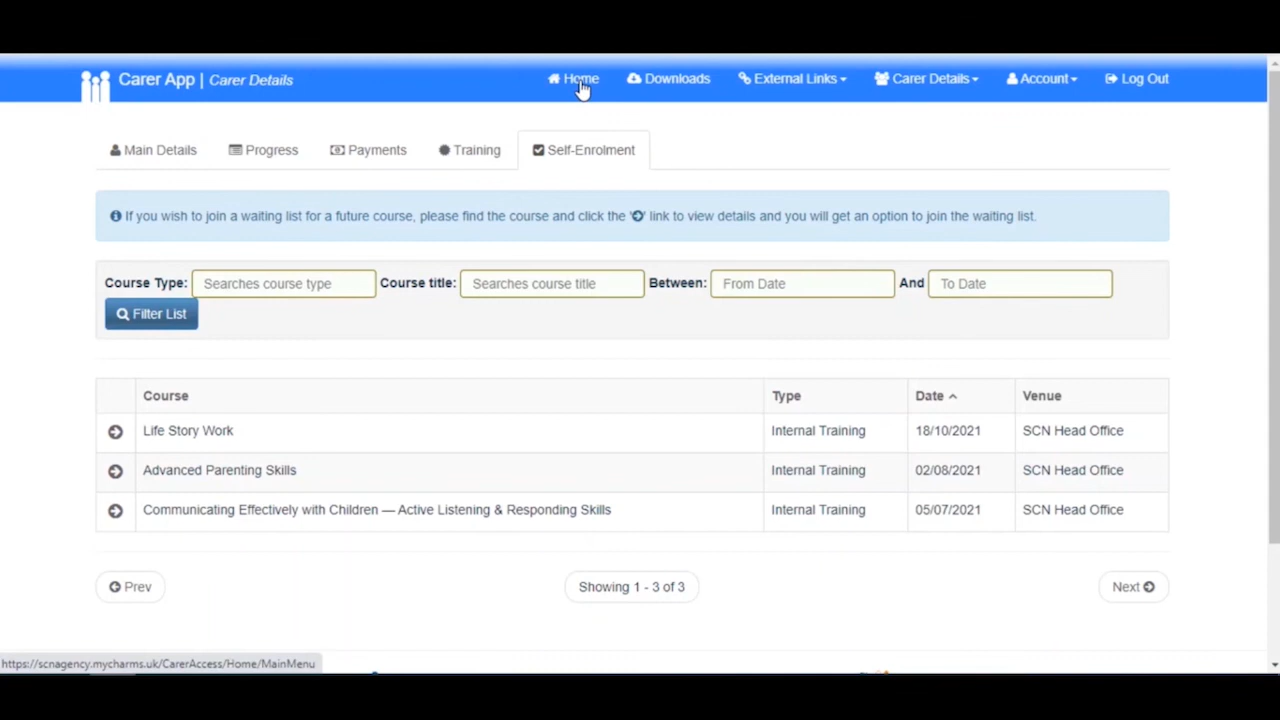 Carer App | Carer Details Home Downloads External Links Carer Details Account Log Out
Main Details Progress Payments Training Self-Enrolment
If you wish to join a waiting list for a future course, please find the course and click the '' link to view details and you will get an option to join the waiting list.
Course Type: Searches course type Course title: Searches course title Between: From Date And To Date
Filter List
Course Type Date Venue
Life Story Work Internal Training 18/10/2021 SCN Head Office
Advanced Parenting Skills Internal Training 02/08/2021 SCN Head Office
Communicating Effectively with Children — Active Listening & Responding Skills Internal Training 05/07/2021 SCN Head Office
Prev Showing 1 - 3 of 3 Next
https://scnagency.mycharms.uk/CarerAccess/Home/MainMenu